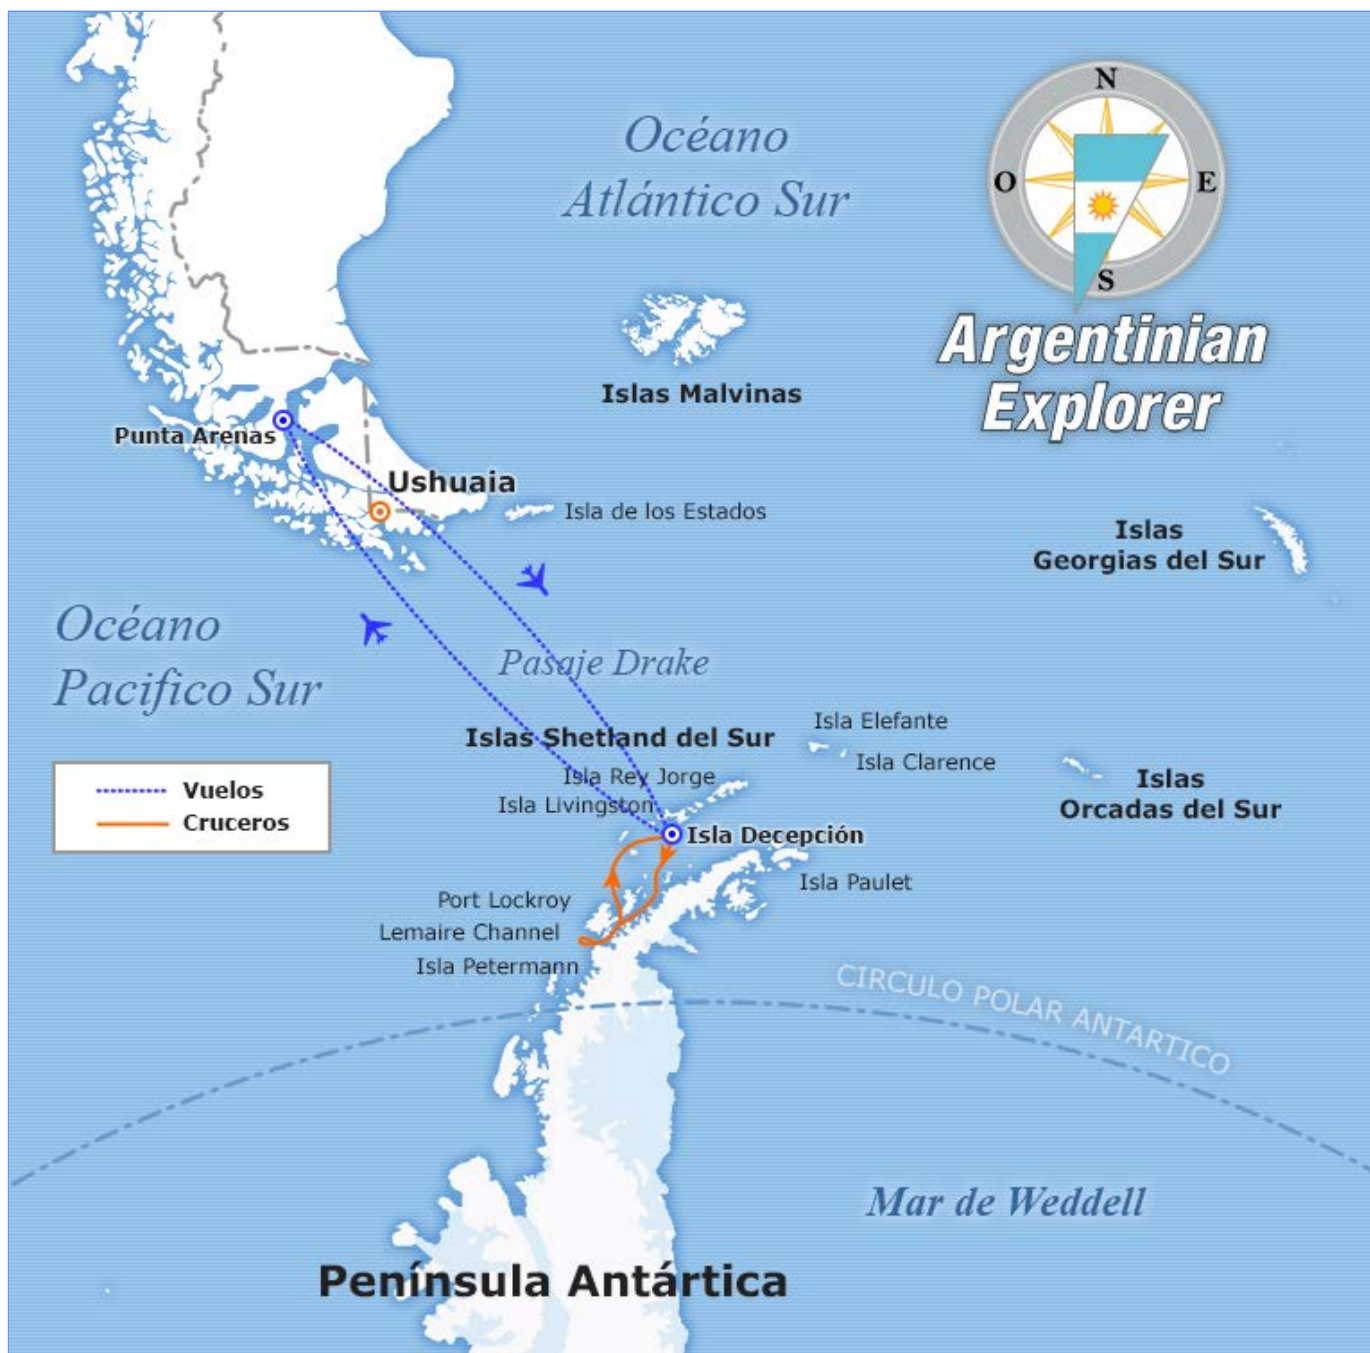 N
Océano
Atlántico Sur
O
E
S
Argentinian
Explorer
Islas Malvinas
Punta Arenas
Ushuaia
Isla de los Estados
Islas
Georgias del Sur
Océano
Pacifico Sur
Pasaje Drake
Isla Elefante
Islas Shetland del Sur
Isla Clarence
Isla Rey Jorge
Islas
Orcadas del Sur
Vuelos
Cruceros
Isla Livingston
Isla Decepción
Isla Paulet
Port Lockroy
Lemaire Channel
Isla Petermann
CIRCULO POLAR ANTARTICO
Mar de Weddell
Península Antártica